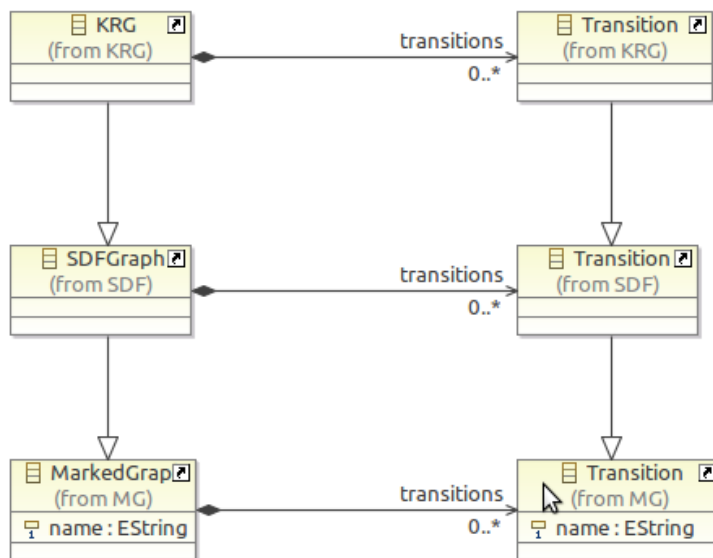 KRG
(from KRG)
transitions
0..*
Transition
(from KRG)
SDFGraph
(from SDF)
transitions
0..*
Transition
(from SDF)
MarkedGrap
(from MG)
name : EString
transitions
0..*
Transition
(from MG)
name : EString